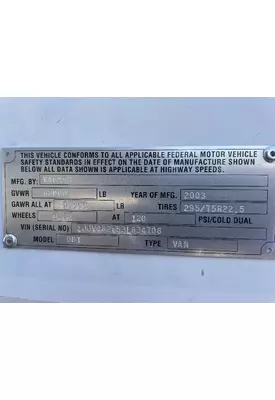 THIS VEHICLE CONFORMS TO ALL APPLICABLE FEDERAL MOTOR VEHICLE
SAFETY STANDARDS IN EFFECT ON THE DATE OF MANUFACTURE SHOWN
BELOW ALL DATA SHOWN IS APPLICABLE AT HIGHWAY SPEEDS.
MFG. BY:
GVWR LB YEAR OF MFG. 2003
GAWR ALL AT LB TIRES 295/75R22.5
WHEELS AT 120 PSI/COLD DUAL
VIN (SERIAL NO)
MODEL TYPE VAN